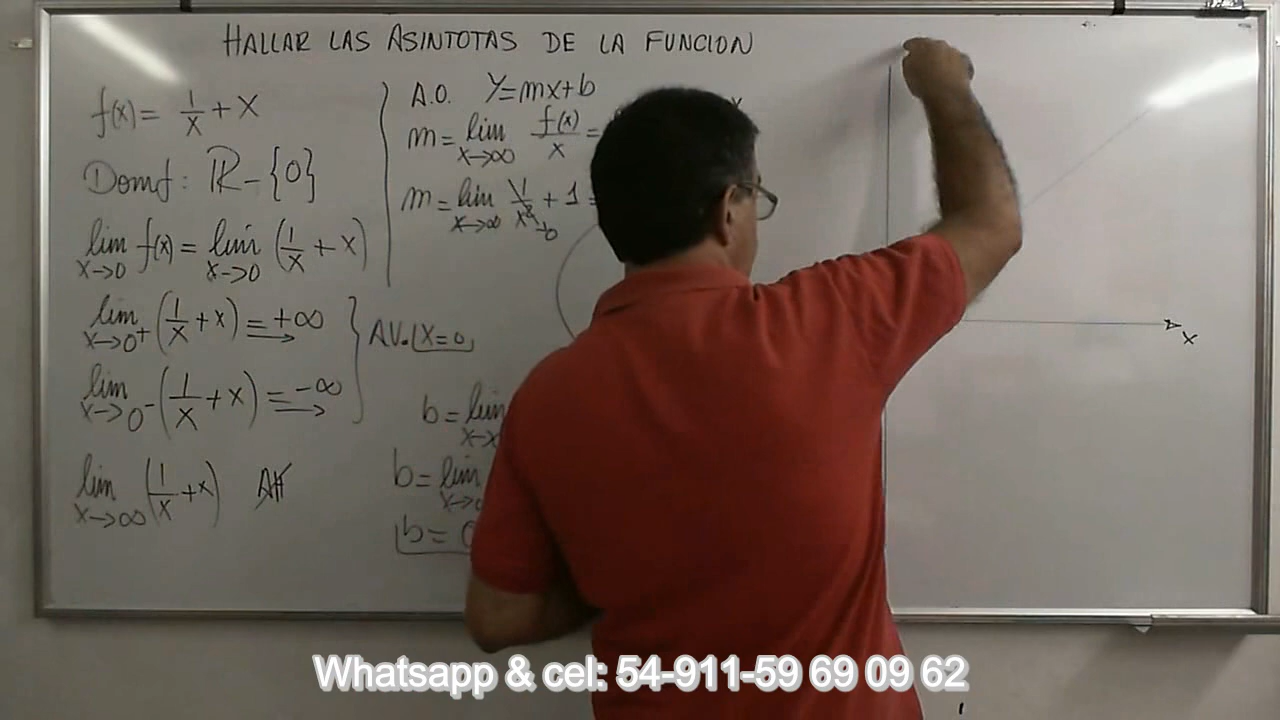 HALLAR LAS ASINTOTAS DE LA FUNCION
f(x) = 1/x + x
Domf: ℝ - {0}
lim x→0 f(x) = lim x→0 (1/x + x)
lim x→0⁺ (1/x + x) = +∞
lim x→0⁻ (1/x + x) = -∞
A.V. x=0
lim x→∞ (1/x + x) AH
A.O. Y=mx+b
m = lim x→∞ f(x)/x =
m = lim x→∞ 1/x² + 1 =
→0
b = lim
b = lim
b = 0
x
Whatsapp & cel: 54-911-59 69 09 62